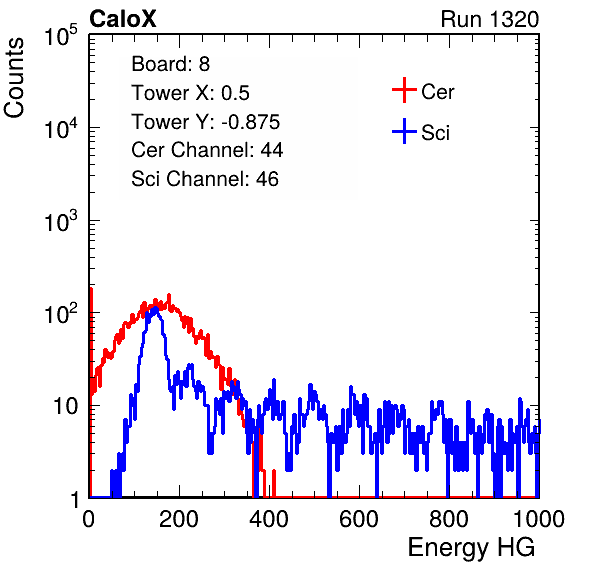 CaloX Run 1320
Counts
10^5
10^4
10^3
10^2
10
1
Board: 8
Tower X: 0.5
Tower Y: -0.875
Cer Channel: 44
Sci Channel: 46
Cer
Sci
0 200 400 600 800 1000
Energy HG